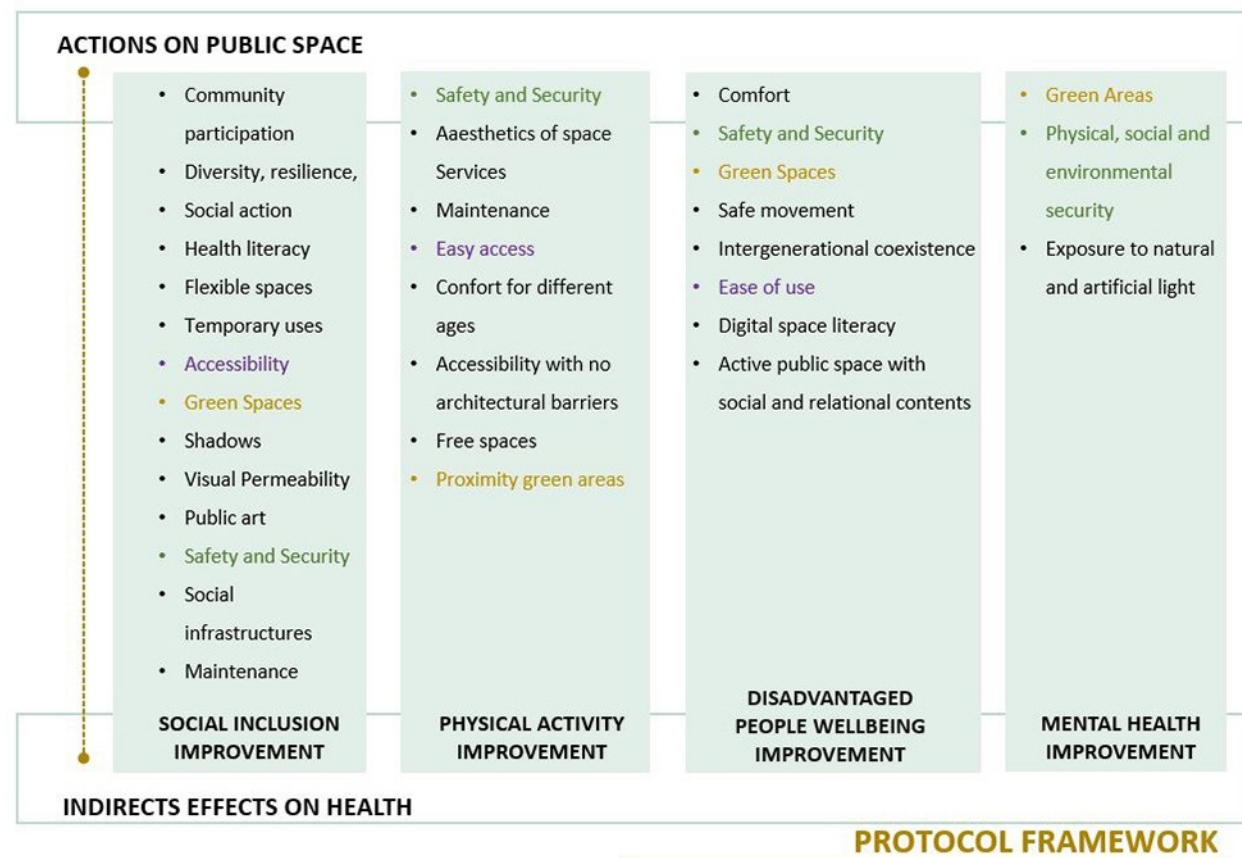 ACTIONS ON PUBLIC SPACE
• Community
participation
• Diversity, resilience,
• Social action
• Health literacy
• Flexible spaces
• Temporary uses
• Accessibility
• Green Spaces
• Shadows
• Visual Permeability
• Public art
• Safety and Security
• Social
infrastructures
• Maintenance
SOCIAL INCLUSION
IMPROVEMENT
• Safety and Security
• Aaesthetics of space
Services
• Maintenance
• Easy access
• Confort for different
ages
• Accessibility with no
architectural barriers
• Free spaces
• Proximity green areas
PHYSICAL ACTIVITY
IMPROVEMENT
• Comfort
• Safety and Security
• Green Spaces
• Safe movement
• Intergenerational coexistence
• Ease of use
• Digital space literacy
• Active public space with
social and relational contents
DISADVANTAGED
PEOPLE WELLBEING
IMPROVEMENT
• Green Areas
• Physical, social and
environmental
security
• Exposure to natural
and artificial light
MENTAL HEALTH
IMPROVEMENT
INDIRECTS EFFECTS ON HEALTH
PROTOCOL FRAMEWORK